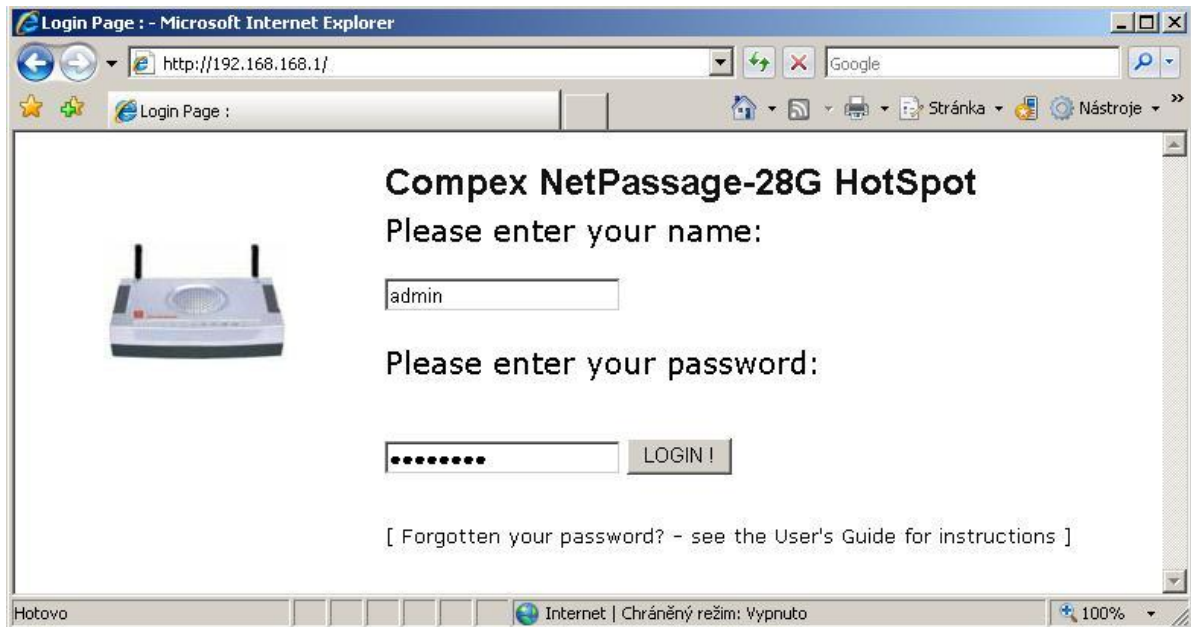 Login Page : - Microsoft Internet Explorer
http://192.168.168.1/
Google
Login Page :
Stránka
Nástroje
Compex NetPassage-28G HotSpot
Please enter your name:
admin
Please enter your password:
●●●●●●●●
LOGIN !
[ Forgotten your password? - see the User's Guide for instructions ]
Hotovo
Internet | Chráněný režim: Vypnuto
100%